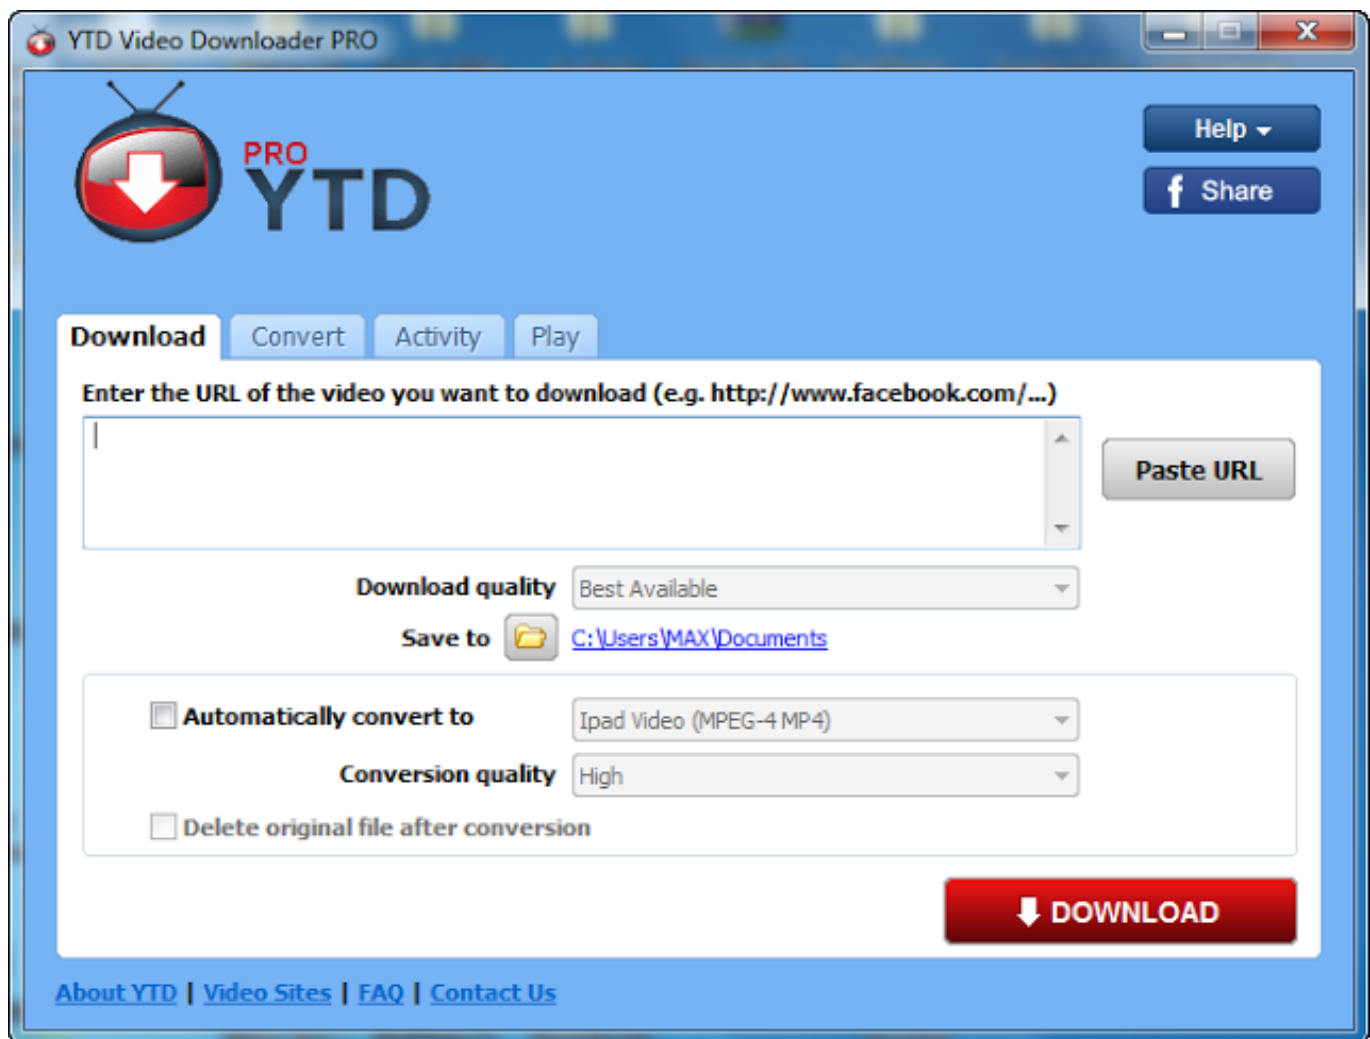 YTD Video Downloader PRO
PRO
YTD
Help
f Share
Download Convert Activity Play
Enter the URL of the video you want to download (e.g. http://www.facebook.com/...)
Paste URL
Download quality Best Available
Save to C:\Users\MAX\Documents
Automatically convert to Ipad Video (MPEG-4 MP4)
Conversion quality High
Delete original file after conversion
DOWNLOAD
About YTD | Video Sites | FAQ | Contact Us